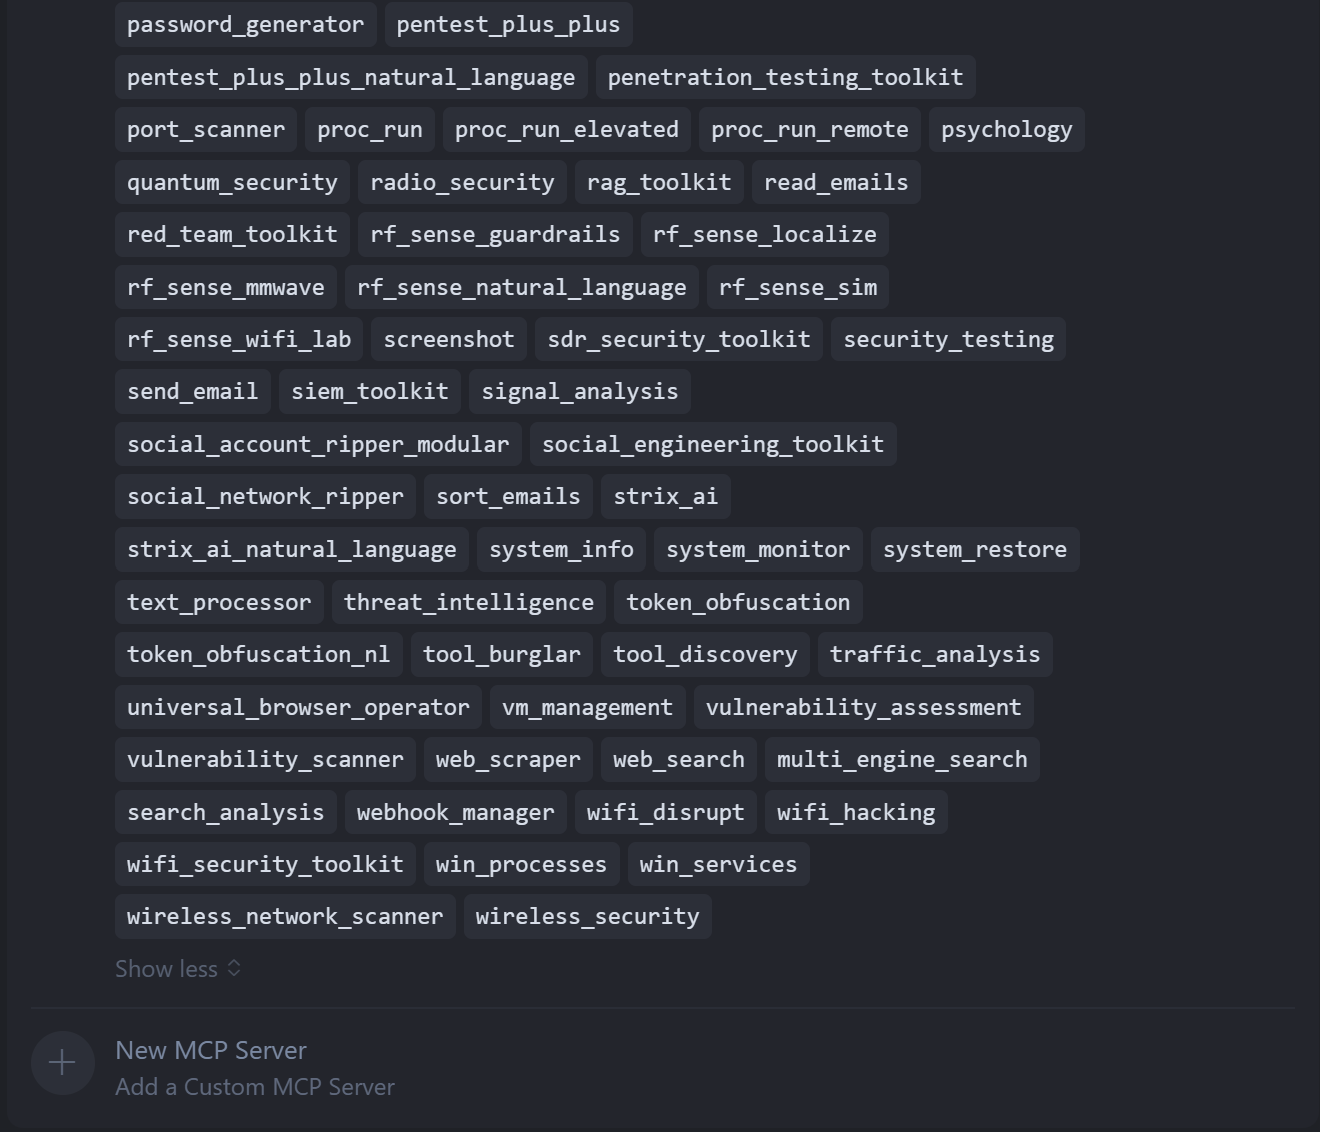 password_generator pentest_plus_plus
pentest_plus_plus_natural_language penetration_testing_toolkit
port_scanner proc_run proc_run_elevated proc_run_remote psychology
quantum_security radio_security rag_toolkit read_emails
red_team_toolkit rf_sense_guardrails rf_sense_localize
rf_sense_mmwave rf_sense_natural_language rf_sense_sim
rf_sense_wifi_lab screenshot sdr_security_toolkit security_testing
send_email siem_toolkit signal_analysis
social_account_ripper_modular social_engineering_toolkit
social_network_ripper sort_emails strix_ai
strix_ai_natural_language system_info system_monitor system_restore
text_processor threat_intelligence token_obfuscation
token_obfuscation_nl tool_burglar tool_discovery traffic_analysis
universal_browser_operator vm_management vulnerability_assessment
vulnerability_scanner web_scraper web_search multi_engine_search
search_analysis webhook_manager wifi_disrupt wifi_hacking
wifi_security_toolkit win_processes win_services
wireless_network_scanner wireless_security
Show less
New MCP Server
Add a Custom MCP Server